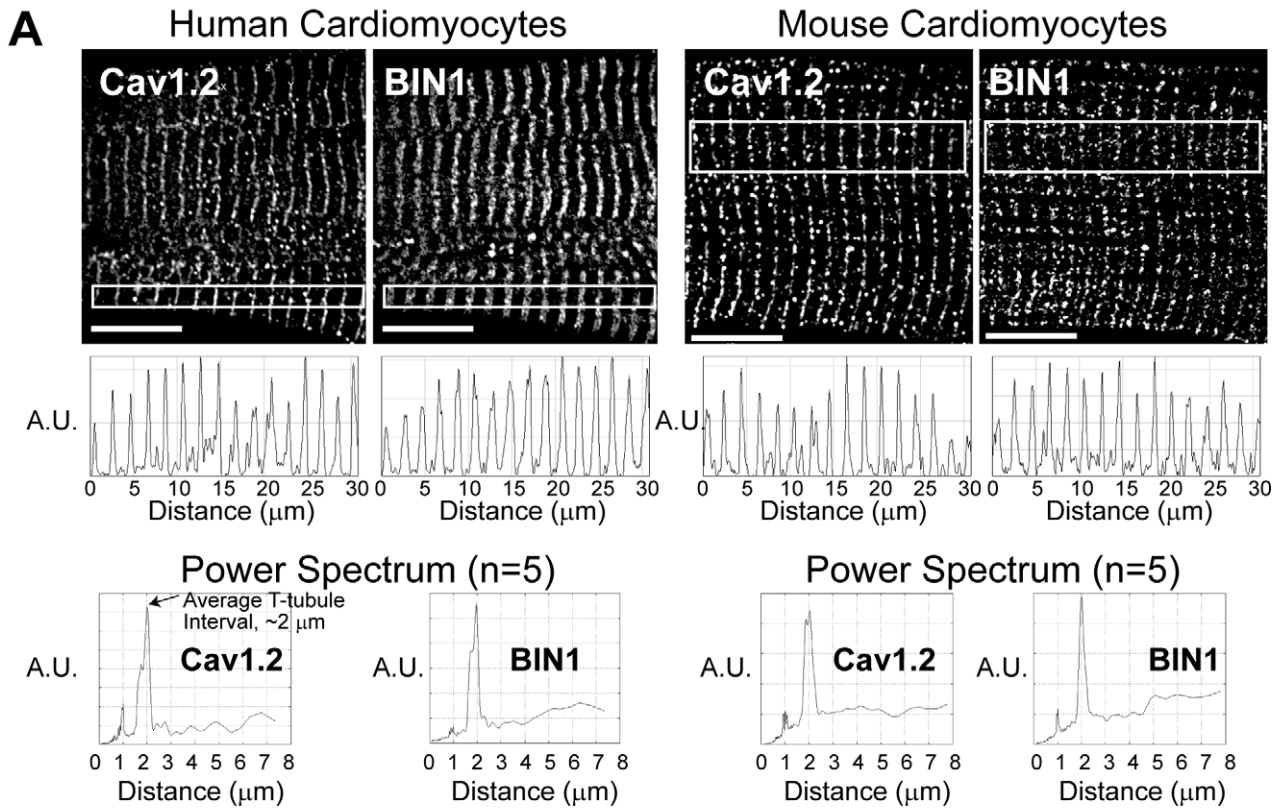 A
Human Cardiomyocytes
Mouse Cardiomyocytes
Cav1.2
BIN1
Cav1.2
BIN1
A.U.
0 5 10 15 20 25 30
Distance (μm)
0 5 10 15 20 25 30
Distance (μm)
A.U.
0 5 10 15 20 25 30
Distance (μm)
0 5 10 15 20 25 30
Distance (μm)
Power Spectrum (n=5)
Power Spectrum (n=5)
Average T-tubule
Interval, ~2 μm
A.U.
Cav1.2
0 1 2 3 4 5 6 7 8
Distance (μm)
A.U.
BIN1
0 1 2 3 4 5 6 7 8
Distance (μm)
A.U.
Cav1.2
0 1 2 3 4 5 6 7 8
Distance (μm)
A.U.
BIN1
0 1 2 3 4 5 6 7 8
Distance (μm)